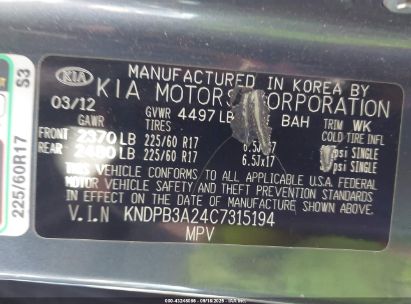 KIA
MANUFACTURED IN KOREA BY
KIA MOTORS CORPORATION
03/12
GVWR 4497 LB BAH TRIM WK
GAWR TIRES COLD TIRE INFL
FRONT 2370 LB 225/60 R17 psi SINGLE
REAR LB 225/60 R17 6.5Jx17 psi SINGLE
THIS VEHICLE CONFORMS TO ALL APPLICABLE U.S.A. FEDERAL
MOTOR VEHICLE SAFETY AND THEFT PREVENTION STANDARDS
IN EFFECT ON THE DATE OF MANUFACTURE SHOWN ABOVE.
V.I.N KNDPB3A24C7315194
MPV
225/60R17 S3